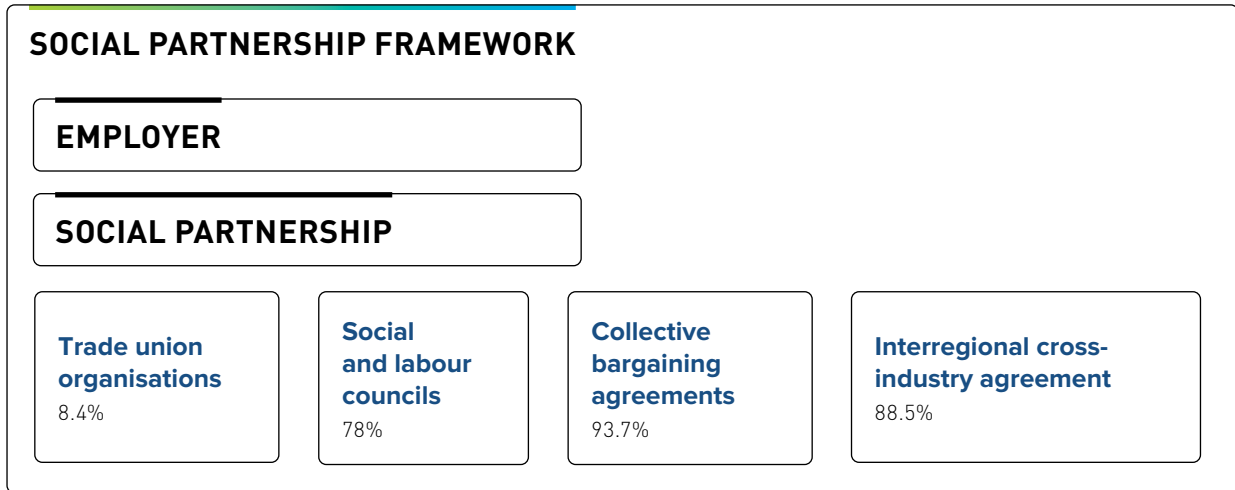 SOCIAL PARTNERSHIP FRAMEWORK
EMPLOYER
SOCIAL PARTNERSHIP
Trade union
organisations
8.4%
Social
and labour
councils
78%
Collective
bargaining
agreements
93.7%
Interregional cross-
industry agreement
88.5%